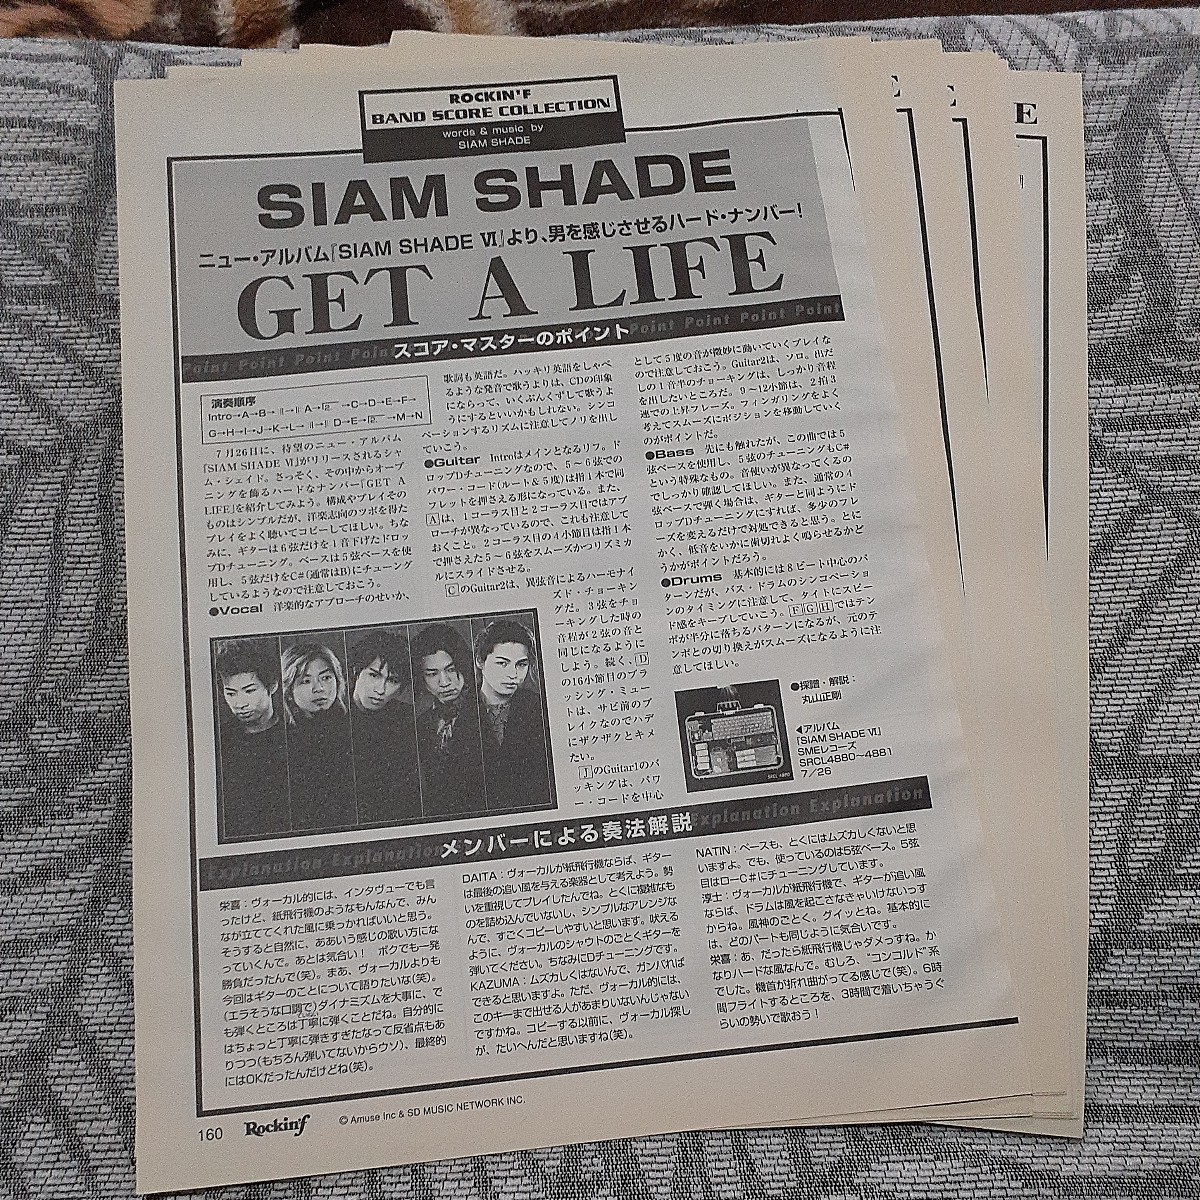 E
ROCKIN'F
BAND SCORE COLLECTION
words & music by
SIAM SHADE
SIAM SHADE
ニュー・アルバム『SIAM SHADE Ⅵ』より、男を感じさせるハード・ナンバー!
GET A LIFE
Point Point Point Point スコア・マスターのポイント Point Point Point Point
演奏順序
Intro→A→B→
G→H→I→J→K→L→
7月26日に、待望のニュー・アルバム
『SIAM SHADE Ⅵ』がリリースされるシャ
ム・シェイド。さっそく、その中からオープ
ニングを飾るハードなナンバー『GET A
LIFE』を紹介してみよう。構成やプレイその
ものはシンプルだが、洋楽志向のツボを得た
プレイをよく聴いてコピーしてほしい。ちな
みに、ギターは6弦だけを1音下げたドロッ
プDチューニング。ベースは5弦ベースを使
用し、5弦だけをC#(通常はB)にチューニング
しているようなので注意しておこう。
●Vocal 洋楽的なアプローチのせいか、
歌詞も英語だ。ハッキリ英語をしゃべ
るような発音で歌うよりは、CDの印象
にならって、いくぶんくずして歌うよ
うにするといいかもしれない。シンコ
ペーションするリズムに注意してノリを出し
ていこう。
●Guitar Introはメインとなるリフ。ド
ロップDチューニングなので、5〜6弦での
パワー・コード(ルート&5度)は指1本で同
フレットを押さえる形になっている。また、
Aは、1コーラス目と2コーラス目ではアプ
ローチが異なっているので、これも注意して
おくこと。2コーラス目の4小節目は指1本
で押さえた5〜6弦をスムーズかつリズミカ
ルにスライドさせる。
CのGuitar2は、異弦音によるハーモナイ
ズド・チョーキン
グだ。3弦をチョ
ーキングした時の
音程が2弦の音と
同じになるように
しよう。続く、D
の16小節目のブラ
ッシング・ミュー
トは、サビ前のブ
レイクなのでハデ
にザクザクとキメ
たい。
JのGuitar1のバ
ッキングは、パワ
ー・コードを中心
として5度の音が微妙に動いていくプレイな
ので注意しておこう。Guitar2は、ソロ。出だ
しの1音半のチョーキングは、しっかり音程
を出したいところだ。9〜12小節は、2拍3
連での上昇フレーズ。フィンガリングをよく
考えてスムーズにポジションを移動していく
のがポイントだ。
●Bass 先にも触れたが、この曲では5
弦ベースを使用し、5弦のチューニングもC#
という特殊なもの。音使いが異なってくるの
でしっかり確認してほしい。また、通常の4
弦ベースで弾く場合は、ギターと同ようにド
ロップDチューニングにすれば、多少のフレ
ーズを変えるだけで対処できると思う。とに
かく、低音をいかに歯切れよく鳴らせるかど
うかがポイントだろう。
●Drums 基本的には8ビート中心のパ
ターンだが、バス・ドラムのシンコペーショ
ンのタイミングに注意して、タイトにスピー
ド感をキープしていこう。FGHではテン
ポが半分に落ちるパターンになるが、元のテ
ンポとの切り換えがスムーズになるように注
意してほしい。
●採譜・解説:
丸山正剛
◀アルバム
『SIAM SHADE Ⅵ』
SMEレコーズ
SRCL4880〜4881
7/26
Explanation Explanation メンバーによる奏法解説 Explanation Explanation
栄喜:ヴォーカル的には、インタヴューでも言
ったけど、紙飛行機のようなもんなんで、みん
なが立ててくれた風に乗っかればいいと思う。
そうすると自然に、ああいう感じの歌い方にな
っていくんで。あとは気合い! ボクでも一発
勝負だったんで(笑)。まあ、ヴォーカルよりも
今回はギターのことについて語りたいな(笑)。
(エラそうな口調で)ダイナミズムを大事に、で
も弾くところは丁寧に弾くことだね。自分的に
はちょっと丁寧に弾きすぎたなって反省点もあ
りつつ(もちろん弾いてないからウソ)、最終的
にはOKだったんだけどね(笑)。
DAITA:ヴォーカルが紙飛行機ならば、ギター
は最後の追い風を与える楽器として考えよう。勢
いを重視してプレイしたんでね。とくに複雑なも
のを詰め込んでいないし、シンプルなアレンジな
んで、すごくコピーしやすいと思います。吠える
ように、ヴォーカルのシャウトのごとくギターを
弾いてください。ちなみにDチューニングです。
KAZUMA:ムズカしくはないんで、ガンバれば
できると思いますよ。ただ、ヴォーカル的には、
このキーまで出せる人があまりいないんじゃない
ですかね。コピーする以前に、ヴォーカル探し
が、たいへんだと思いますね(笑)。
NATIN:ベースも、とくにはムズカしくないと思
いますよ。でも、使っているのは5弦ベース。5弦
目はローC#にチューニングしています。
淳士:ヴォーカルが紙飛行機で、ギターが追い風
ならば、ドラムは風を起こさなきゃいけないっす
からね。風神のごとく。グイッとね。基本的に
は、どのパートも同じように気合いです。
栄喜:あ、だったら紙飛行機じゃダメっすね。か
なりハードな風なんで。むしろ、“コンコルド”系
でした。機首が折れ曲がってる感じで(笑)。6時
間フライトするところを、3時間で着いちゃうぐ
らいの勢いで歌おう!
160 Rockin'f © Amuse Inc & SD MUSIC NETWORK INC.